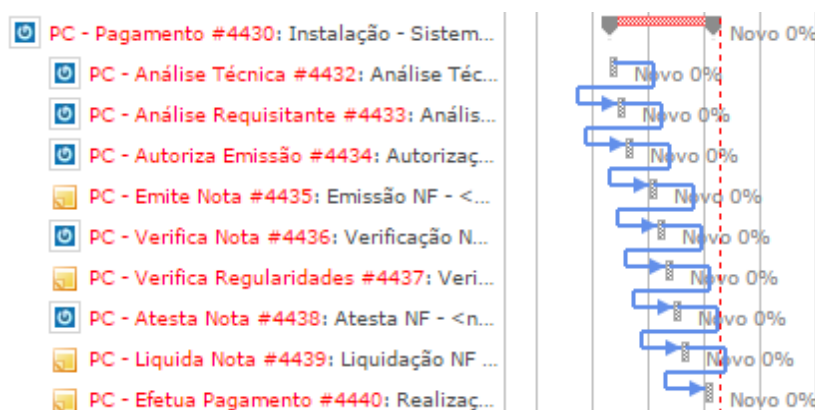 PC - Pagamento #4430: Instalação - Sistem... Novo 0%
PC - Análise Técnica #4432: Análise Téc... Novo 0%
PC - Análise Requisitante #4433: Anális... Novo 0%
PC - Autoriza Emissão #4434: Autorizaç... Novo 0%
PC - Emite Nota #4435: Emissão NF - <... Novo 0%
PC - Verifica Nota #4436: Verificação N... Novo 0%
PC - Verifica Regularidades #4437: Veri... Novo 0%
PC - Atesta Nota #4438: Atesta NF - <n... Novo 0%
PC - Liquida Nota #4439: Liquidação NF ... Novo 0%
PC - Efetua Pagamento #4440: Realizaç... Novo 0%